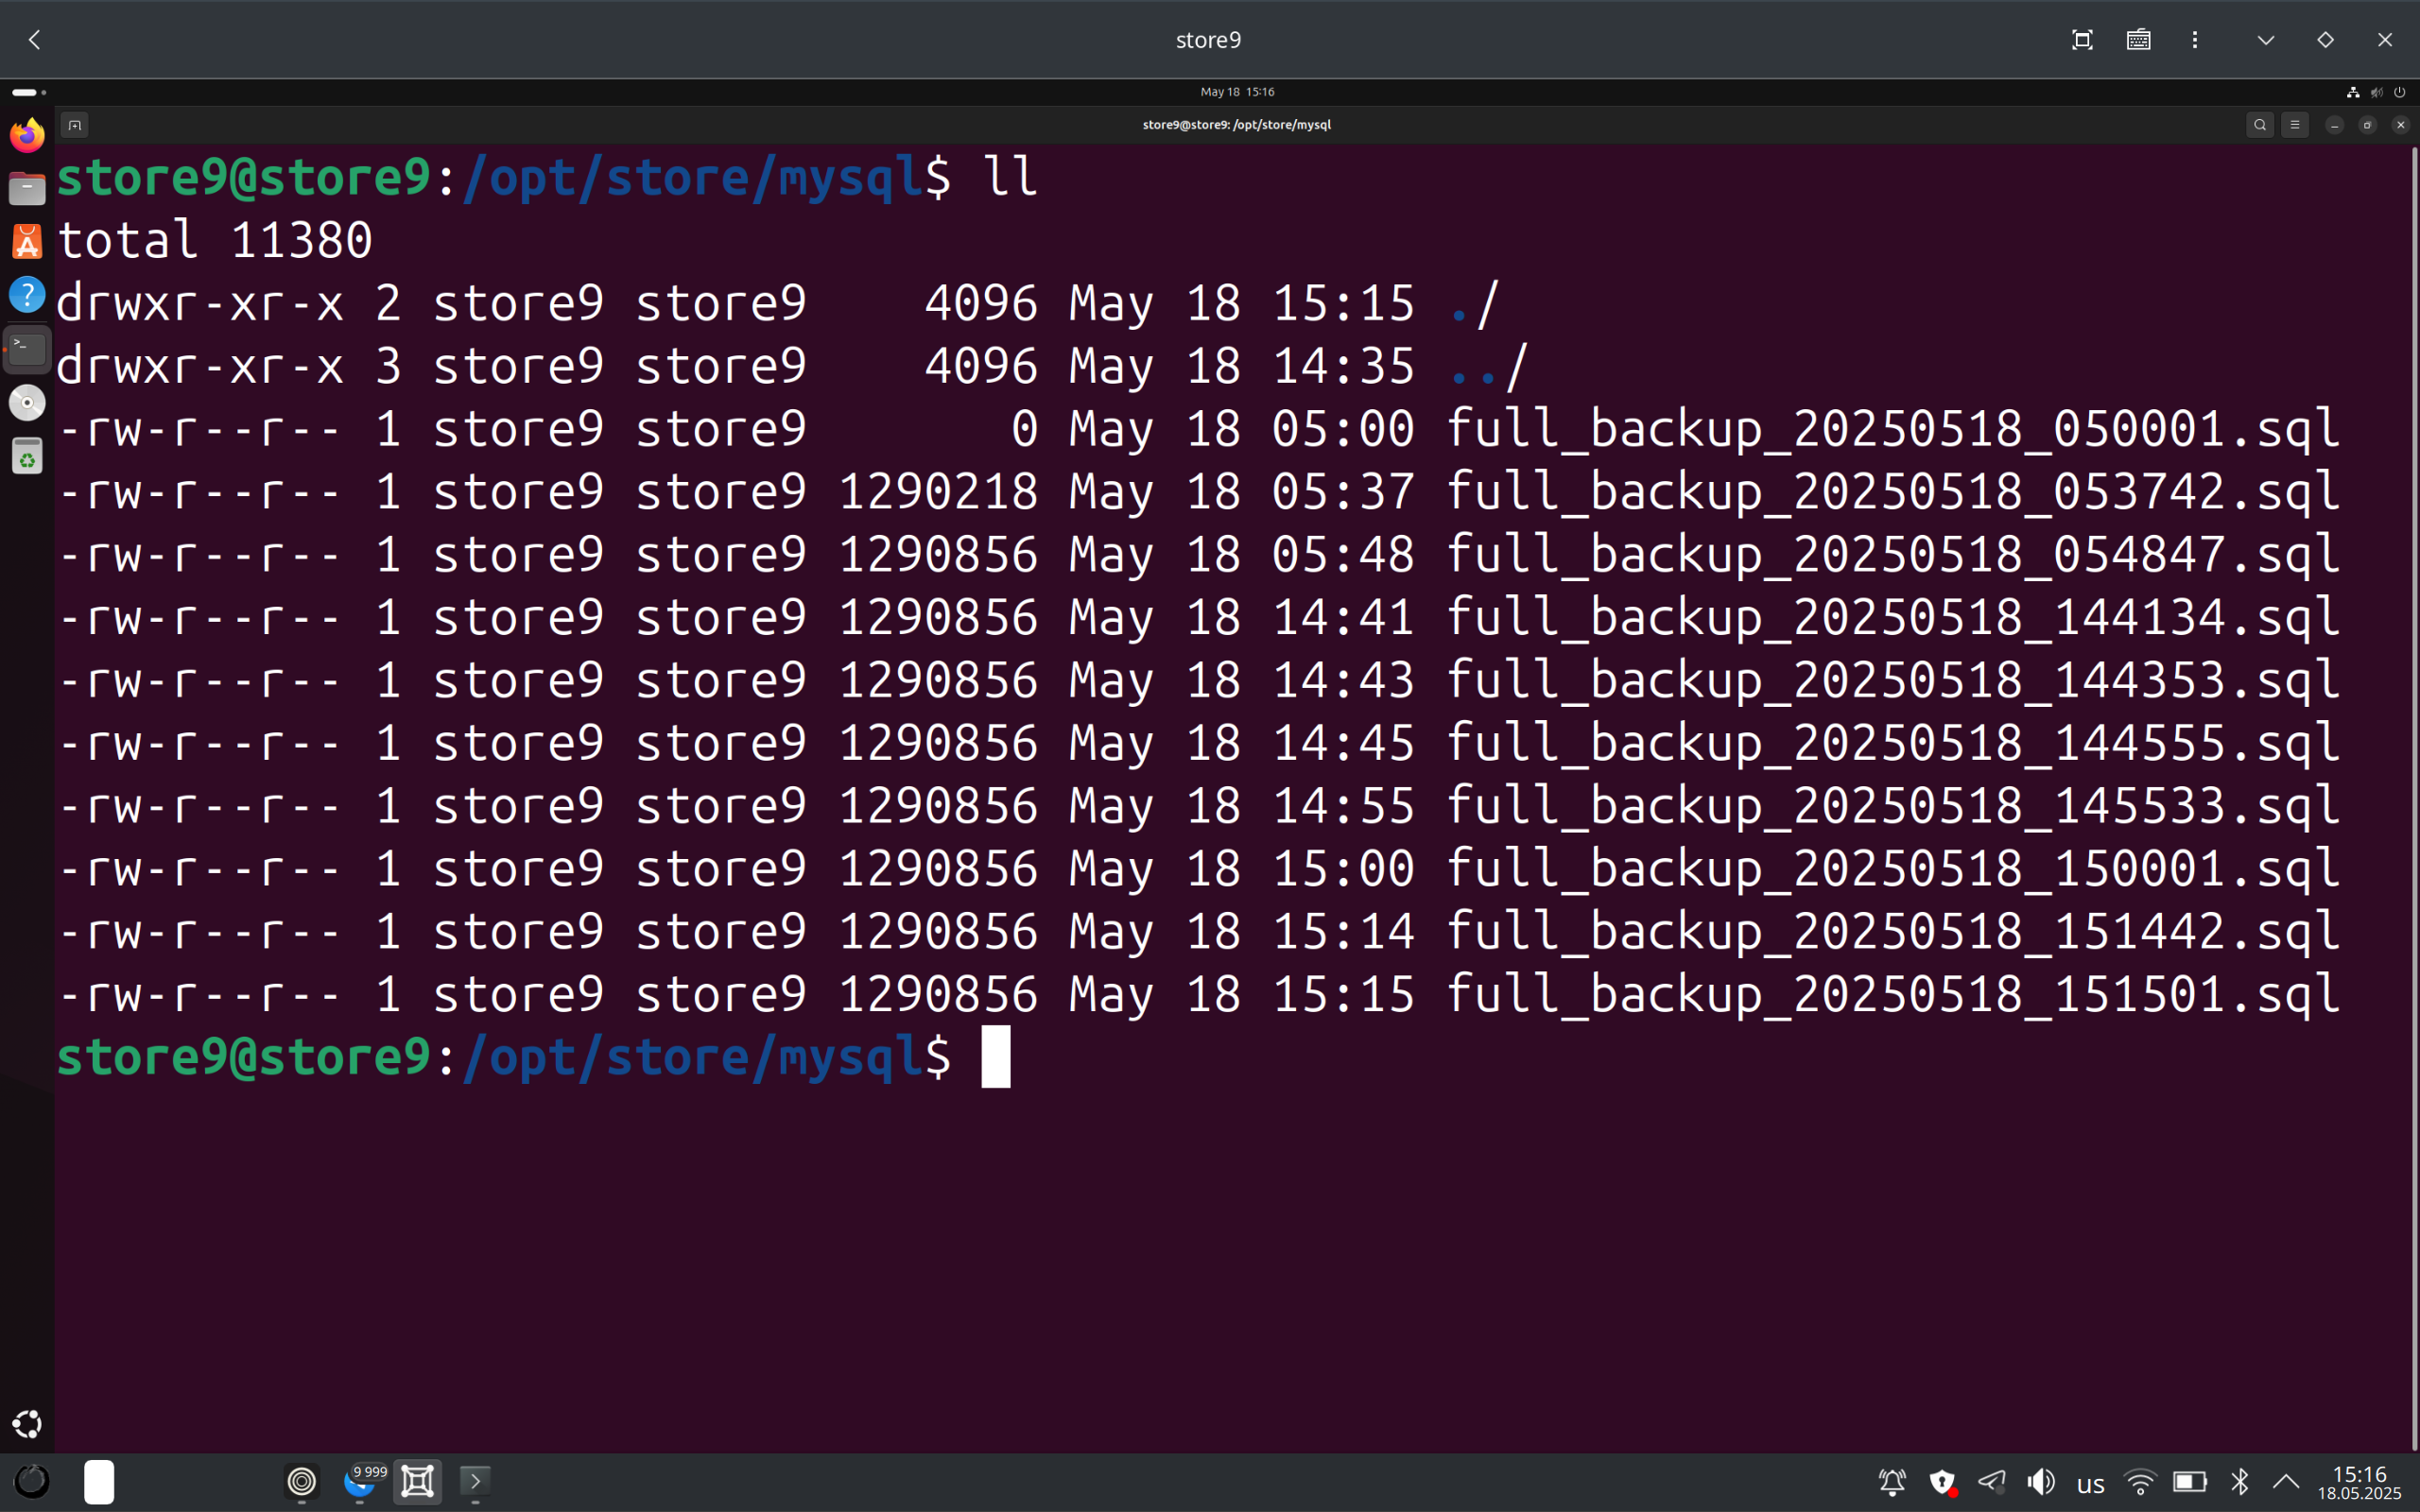 store9
May 18 15:16
store9@store9: /opt/store/mysql
store9@store9:/opt/store/mysql$ ll
total 11380
drwxr-xr-x 2 store9 store9    4096 May 18 15:15 ./
drwxr-xr-x 3 store9 store9    4096 May 18 14:35 ../
-rw-r--r-- 1 store9 store9       0 May 18 05:00 full_backup_20250518_050001.sql
-rw-r--r-- 1 store9 store9 1290218 May 18 05:37 full_backup_20250518_053742.sql
-rw-r--r-- 1 store9 store9 1290856 May 18 05:48 full_backup_20250518_054847.sql
-rw-r--r-- 1 store9 store9 1290856 May 18 14:41 full_backup_20250518_144134.sql
-rw-r--r-- 1 store9 store9 1290856 May 18 14:43 full_backup_20250518_144353.sql
-rw-r--r-- 1 store9 store9 1290856 May 18 14:45 full_backup_20250518_144555.sql
-rw-r--r-- 1 store9 store9 1290856 May 18 14:55 full_backup_20250518_145533.sql
-rw-r--r-- 1 store9 store9 1290856 May 18 15:00 full_backup_20250518_150001.sql
-rw-r--r-- 1 store9 store9 1290856 May 18 15:14 full_backup_20250518_151442.sql
-rw-r--r-- 1 store9 store9 1290856 May 18 15:15 full_backup_20250518_151501.sql
store9@store9:/opt/store/mysql$
9 999
us
15:16
18.05.2025